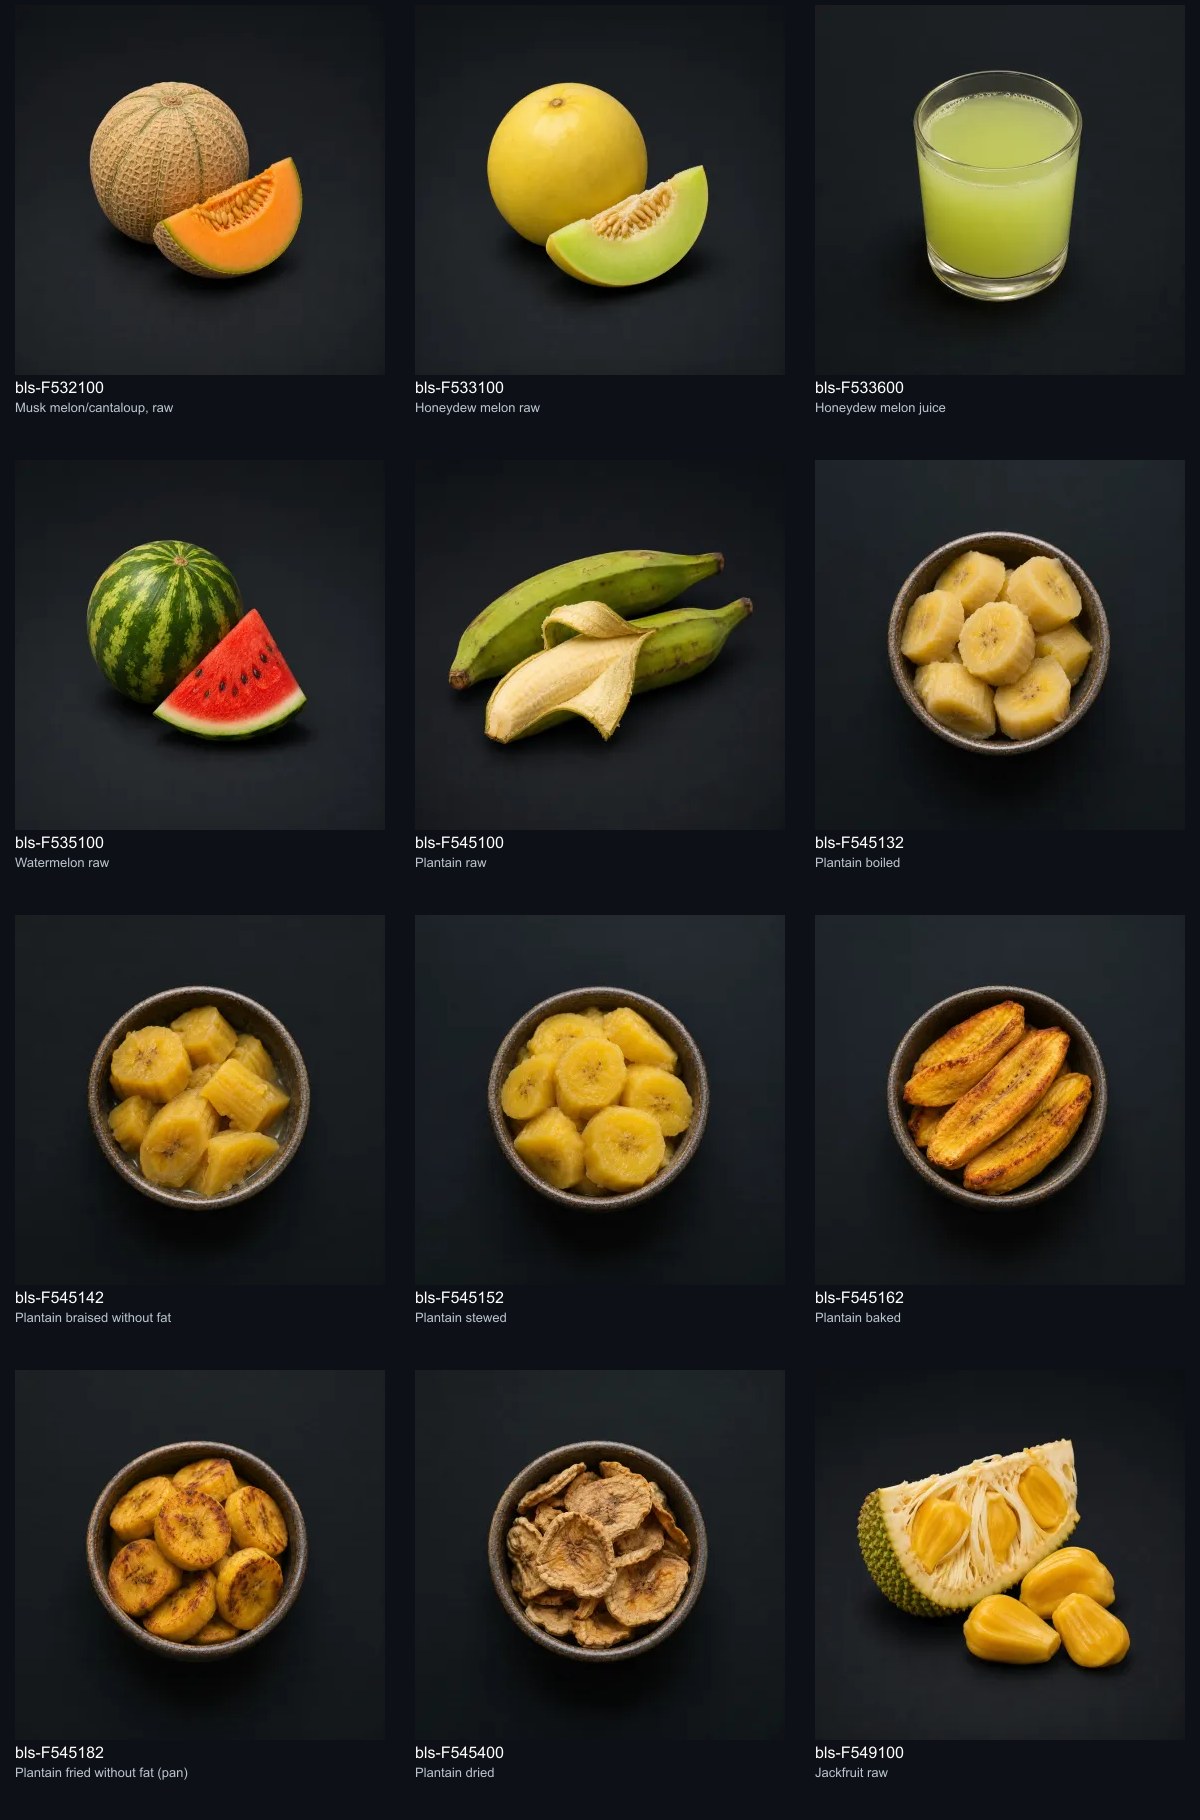 bls-F532100
Musk melon/cantaloup, raw
bls-F533100
Honeydew melon raw
bls-F533600
Honeydew melon juice
bls-F535100
Watermelon raw
bls-F545100
Plantain raw
bls-F545132
Plantain boiled
bls-F545142
Plantain braised without fat
bls-F545152
Plantain stewed
bls-F545162
Plantain baked
bls-F545182
Plantain fried without fat (pan)
bls-F545400
Plantain dried
bls-F549100
Jackfruit raw